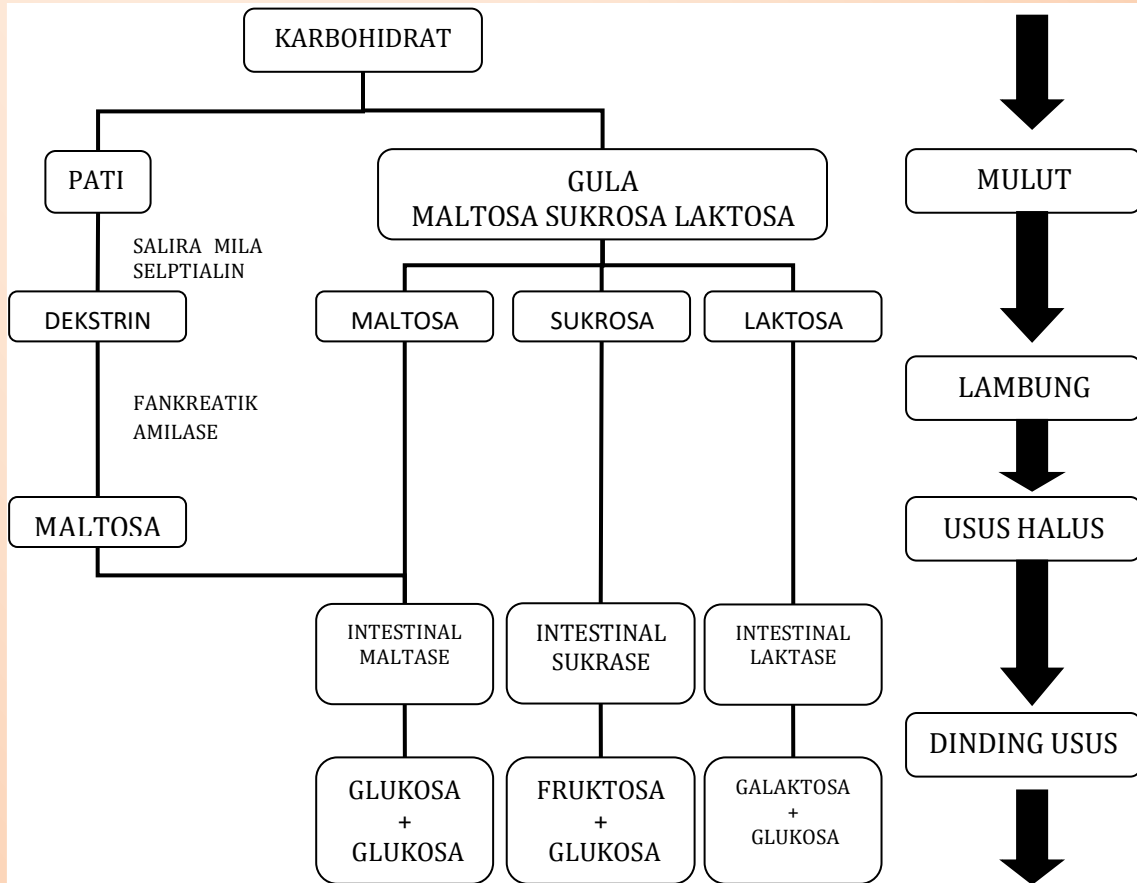 KARBOHIDRAT
PATI
GULA
MALTOSA SUKROSA LAKTOSA
SALIRA MILA
SELPTIALIN
DEKSTRIN
MALTOSA
SUKROSA
LAKTOSA
FANKREATIK
AMILASE
MALTOSA
INTESTINAL
MALTASE
INTESTINAL
SUKRASE
INTESTINAL
LAKTASE
GLUKOSA
+
GLUKOSA
FRUKTOSA
+
GLUKOSA
GALAKTOSA
+
GLUKOSA
MULUT
LAMBUNG
USUS HALUS
DINDING USUS